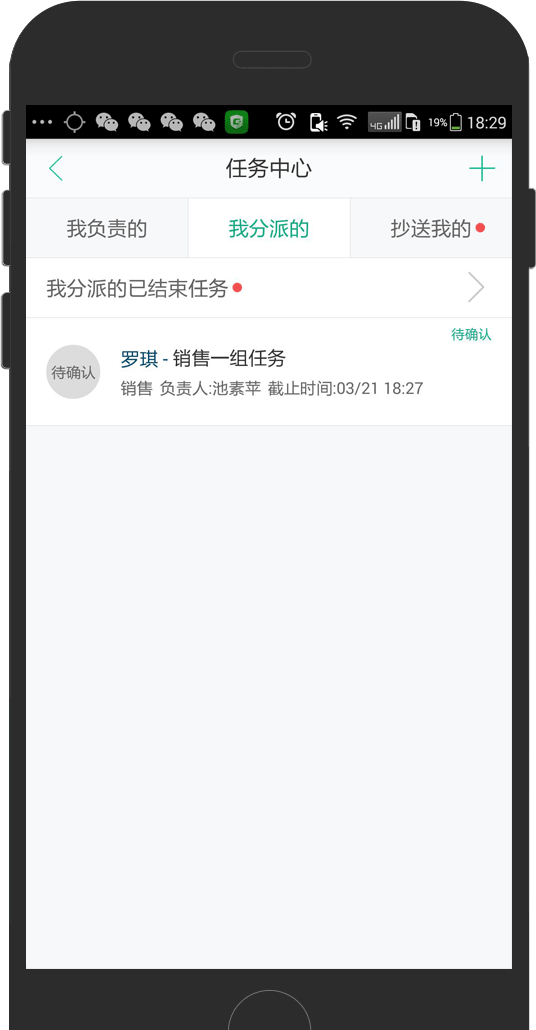 4G 19% 18:29
任务中心
我负责的 我分派的 抄送我的
我分派的已结束任务
待确认
待确认
罗琪 - 销售一组任务
销售 负责人:池素苹 截止时间:03/21 18:27